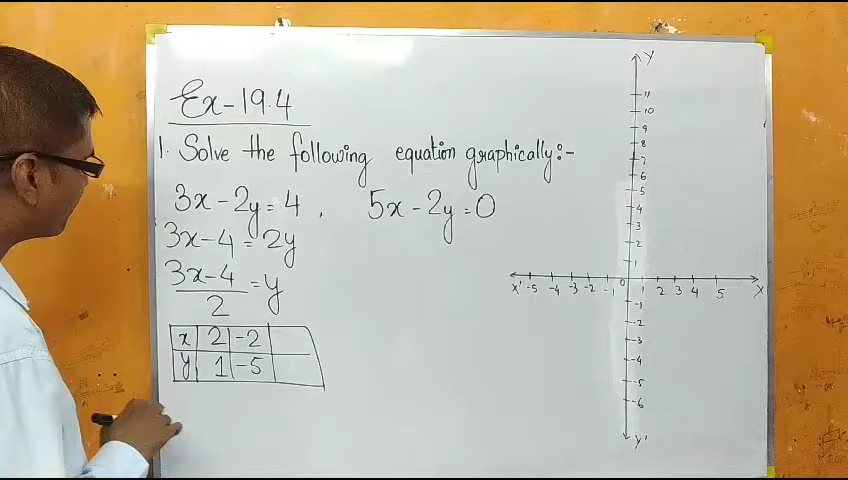 Ex-19.4
1. Solve the following equation graphically:-
3x-2y=4, 5x-2y=0
3x-4=2y
3x-4
2
=y
x 2 -2
y 1 -5
Y
11
10
9
8
7
6
5
4
3
2
1
X' -5 -4 -3 -2 -1 0 1 2 3 4 5 X
-1
-2
-3
-4
-5
-6
Y'